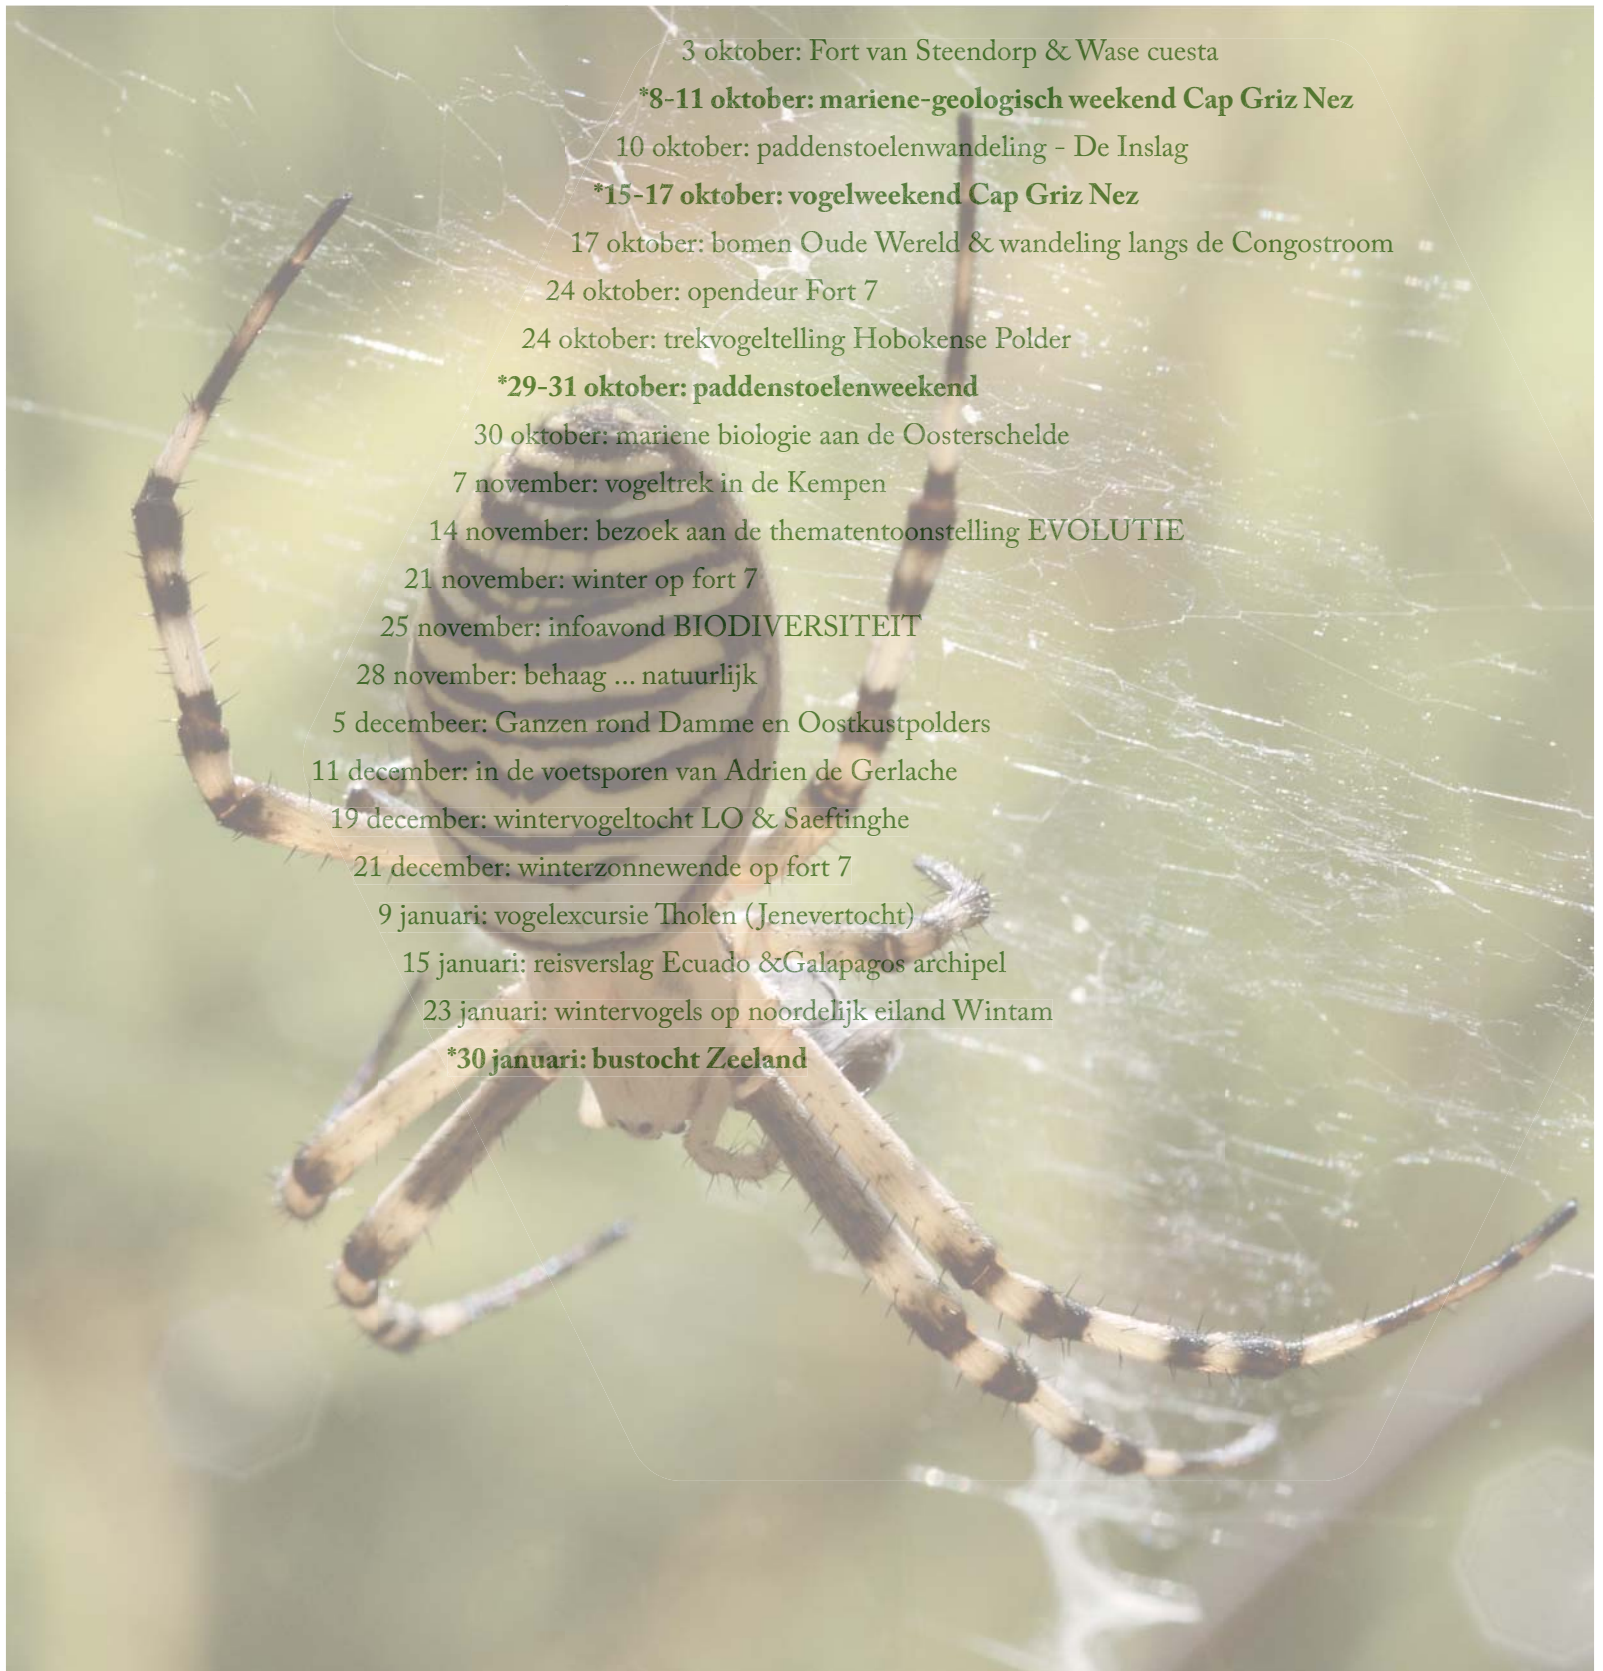 3 oktober: Fort van Steendorp & Wase cuesta
*8-11 oktober: mariene-geologisch weekend Cap Griz Nez
10 oktober: paddenstoelenwandeling - De Inslag
*15-17 oktober: vogelweekend Cap Griz Nez
17 oktober: bomen Oude Wereld & wandeling langs de Congostroom
24 oktober: opendeur Fort 7
24 oktober: trekvogeltelling Hobokense Polder
*29-31 oktober: paddenstoelenweekend
30 oktober: mariene biologie aan de Oosterschelde
7 november: vogeltrek in de Kempen
14 november: bezoek aan de thematentoonstelling EVOLUTIE
21 november: winter op fort 7
25 november: infoavond BIODIVERSITEIT
28 november: behaag ... natuurlijk
5 decembeer: Ganzen rond Damme en Oostkustpolders
11 december: in de voetsporen van Adrien de Gerlache
19 december: wintervogeltocht LO & Saeftinghe
21 december: winterzonnewende op fort 7
9 januari: vogelexcursie Tholen (Jenevertocht)
15 januari: reisverslag Ecuado &Galapagos archipel
23 januari: wintervogels op noordelijk eiland Wintam
*30 januari: bustocht Zeeland